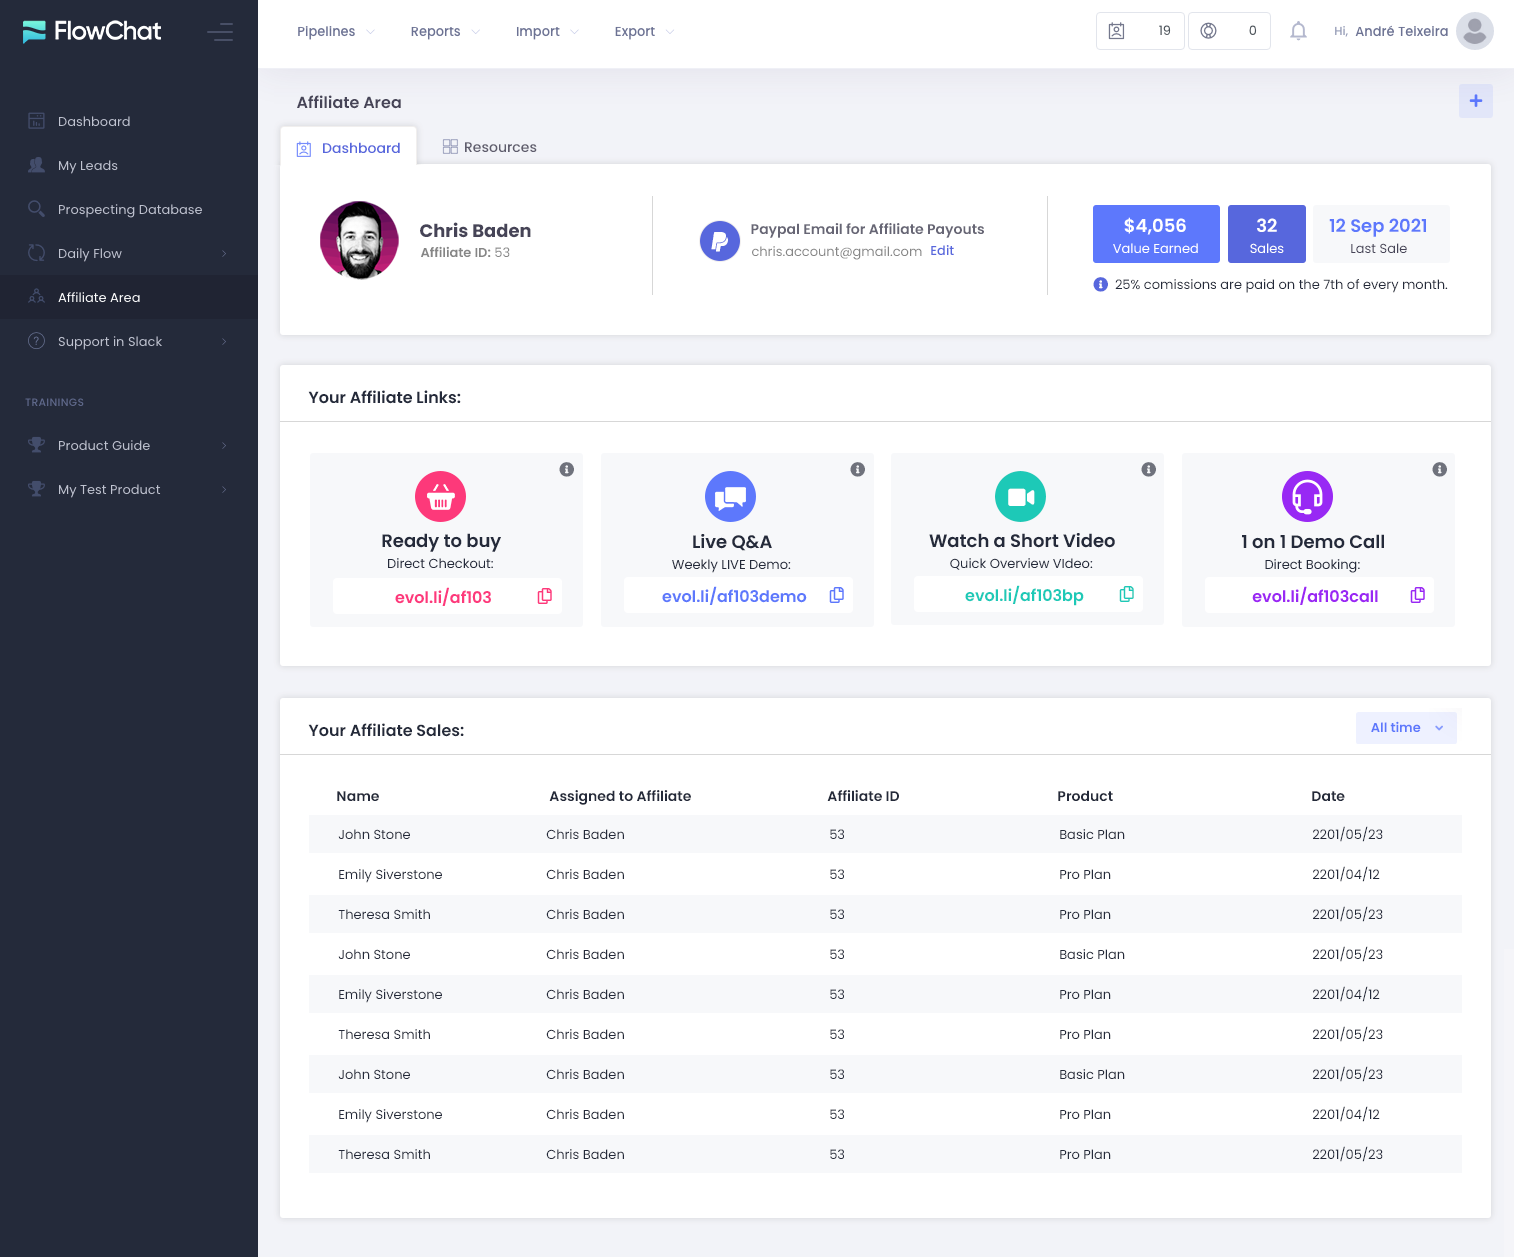 FlowChat
Pipelines
Reports
Import
Export
19
0
Hi, André Teixeira
Dashboard
My Leads
Prospecting Database
Daily Flow
Affiliate Area
Support in Slack
TRAININGS
Product Guide
My Test Product
Affiliate Area
+
Dashboard
Resources
Chris Baden
Affiliate ID: 53
Paypal Email for Affiliate Payouts
chris.account@gmail.com Edit
$4,056
Value Earned
32
Sales
12 Sep 2021
Last Sale
25% comissions are paid on the 7th of every month.
Your Affiliate Links:
Ready to buy
Direct Checkout:
evol.li/af103
Live Q&A
Weekly LIVE Demo:
evol.li/af103demo
Watch a Short Video
Quick Overview VIdeo:
evol.li/af103bp
1 on 1 Demo Call
Direct Booking:
evol.li/af103call
Your Affiliate Sales:
All time
Name Assigned to Affiliate Affiliate ID Product Date
John Stone Chris Baden 53 Basic Plan 2201/05/23
Emily Siverstone Chris Baden 53 Pro Plan 2201/04/12
Theresa Smith Chris Baden 53 Pro Plan 2201/05/23
John Stone Chris Baden 53 Basic Plan 2201/05/23
Emily Siverstone Chris Baden 53 Pro Plan 2201/04/12
Theresa Smith Chris Baden 53 Pro Plan 2201/05/23
John Stone Chris Baden 53 Basic Plan 2201/05/23
Emily Siverstone Chris Baden 53 Pro Plan 2201/04/12
Theresa Smith Chris Baden 53 Pro Plan 2201/05/23